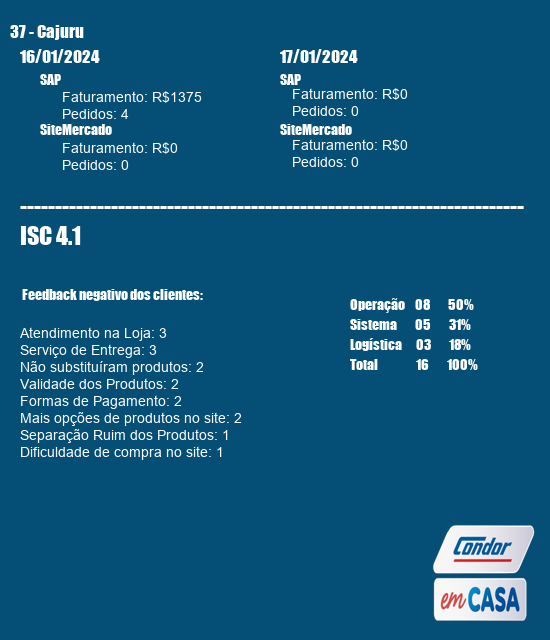 37 - Cajuru
16/01/2024
SAP
Faturamento: R$1375
Pedidos: 4
SiteMercado
Faturamento: R$0
Pedidos: 0
17/01/2024
SAP
Faturamento: R$0
Pedidos: 0
SiteMercado
Faturamento: R$0
Pedidos: 0
ISC 4.1
Feedback negativo dos clientes:
Atendimento na Loja: 3
Serviço de Entrega: 3
Não substituíram produtos: 2
Validade dos Produtos: 2
Formas de Pagamento: 2
Mais opções de produtos no site: 2
Separação Ruim dos Produtos: 1
Dificuldade de compra no site: 1
Operação 08 50%
Sistema 05 31%
Logística 03 18%
Total 16 100%
Condor
em CASA